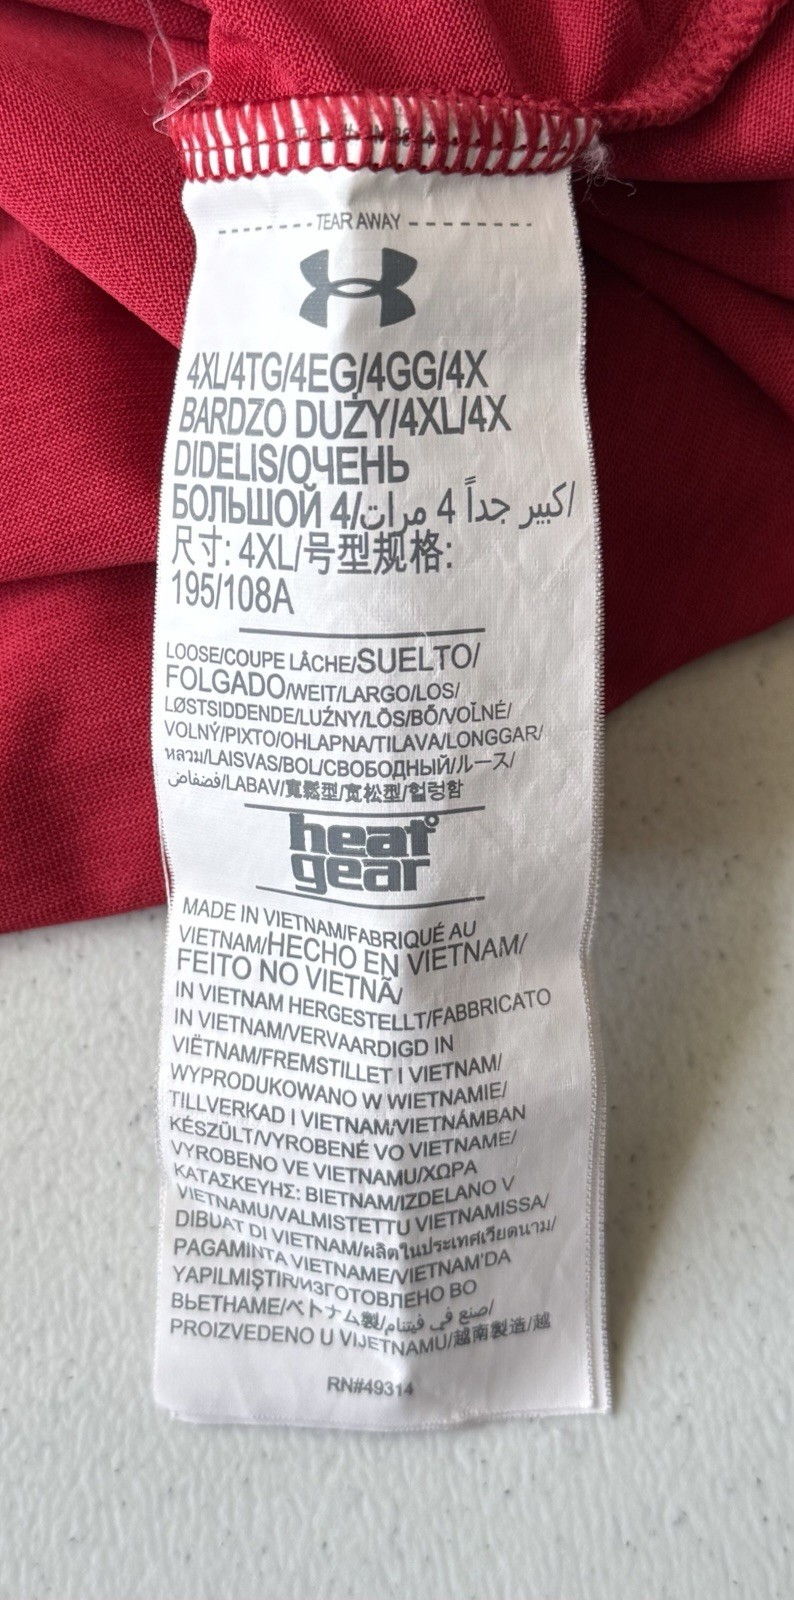 TEAR AWAY
4XL/4TG/4EG/4GG/4X
BARDZO DUŻY/4XL/4X
DIDELIS/ОЧЕНЬ
БОЛЬШОЙ 4/كبير جداً 4 مرات/
尺寸: 4XL/号型规格:
195/108A
LOOSE/COUPE LÂCHE/SUELTO/
FOLGADO/WEIT/LARGO/LOS/
LØSTSIDDENDE/LUŹNY/LÖS/BŐ/VOĽNÉ/
VOLNÝ/PIXTO/OHLAPNA/TILAVA/LONGGAR/
หลวม/LAISVAS/BOL/СВОБОДНЫЙ/ルース/
فضفاض/LABAV/寬鬆型/宽松型/헐렁함
heat
gear
MADE IN VIETNAM/FABRIQUÉ AU
VIETNAM/HECHO EN VIETNAM/
FEITO NO VIETNÃ/
IN VIETNAM HERGESTELLT/FABBRICATO
IN VIETNAM/VERVAARDIGD IN
VIËTNAM/FREMSTILLET I VIETNAM/
WYPRODUKOWANO W WIETNAMIE/
TILLVERKAD I VIETNAM/VIETNÁMBAN
KÉSZÜLT/VYROBENÉ VO VIETNAME/
VYROBENO VE VIETNAMU/ΧΩΡΑ
ΚΑΤΑΣΚΕΥΗΣ: ΒΙΕΤΝΑΜ/IZDELANO V
VIETNAMU/VALMISTETTU VIETNAMISSA/
DIBUAT DI VIETNAM/ผลิตในประเทศเวียดนาม/
PAGAMINTA VIETNAME/VIETNAM'DA
YAPILMIŞTIR/ИЗГОТОВЛЕНО ВО
ВЬЕТНАМЕ/ベトナム製/صنع في فيتنام/
PROIZVEDENO U VIJETNAMU/越南製造/越
RN#49314